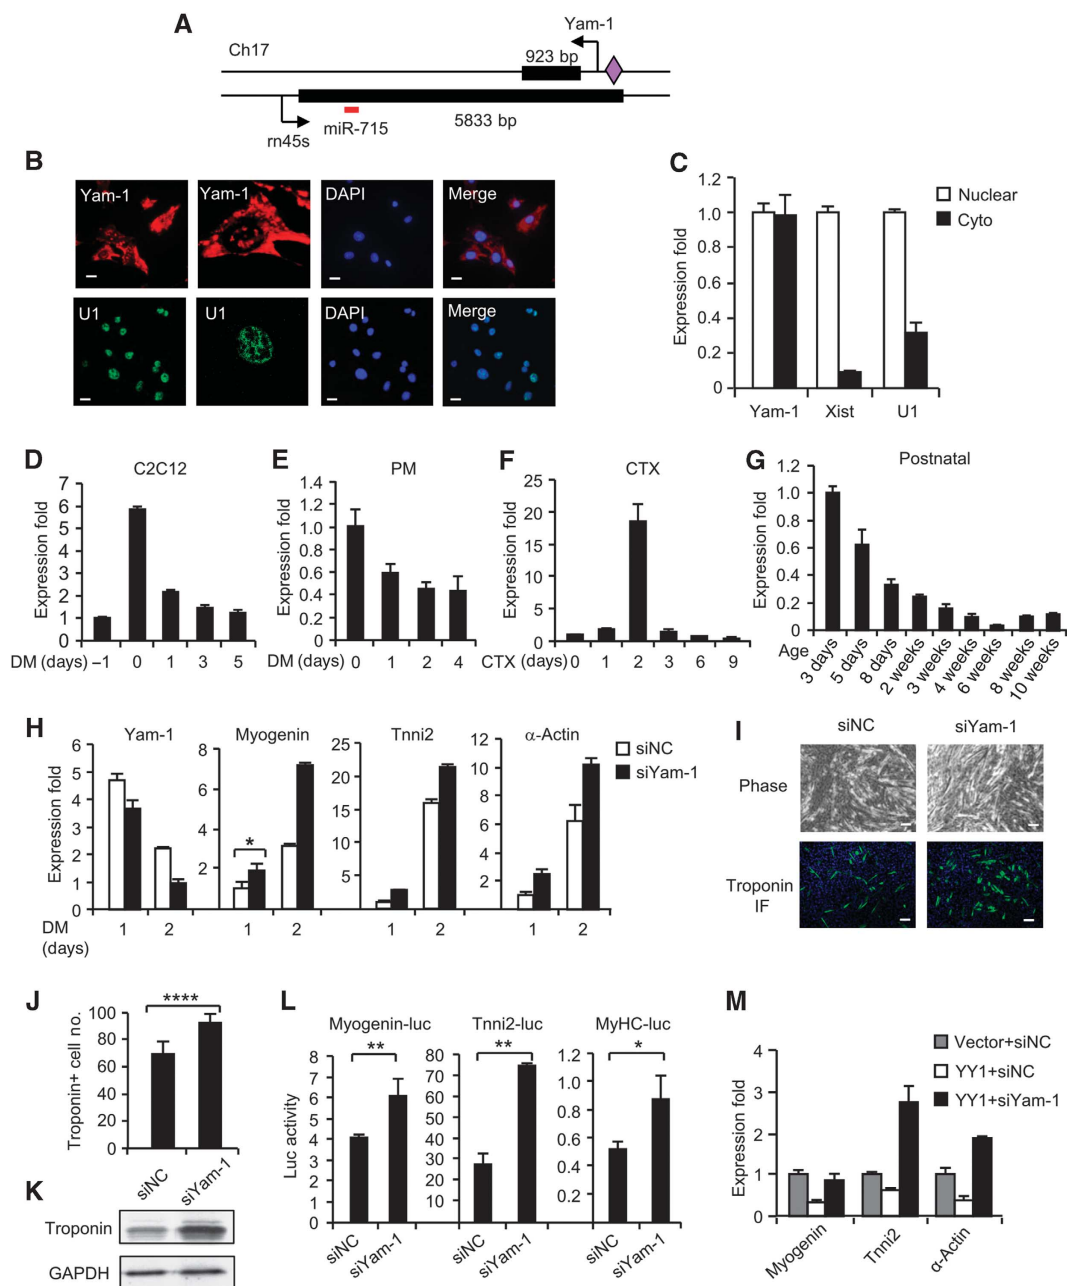 A
Ch17
Yam-1
923 bp
rn45s
miR-715
5833 bp
B
Yam-1
Yam-1
DAPI
Merge
U1
U1
DAPI
Merge
C
Expression fold
1.2
1.0
0.8
0.6
0.4
0.2
0
Nuclear
Cyto
Yam-1 Xist U1
D
C2C12
Expression fold
7
6
5
4
3
2
1
0
DM (days) –1 0 1 3 5
E
PM
Expression fold
1.4
1.2
1.0
0.8
0.6
0.4
0.2
0
DM (days) 0 1 2 4
F
CTX
Expression fold
25
20
15
10
5
0
CTX (days) 0 1 2 3 6 9
G
Postnatal
Expression fold
1.2
1.0
0.8
0.6
0.4
0.2
0
Age 3 days 5 days 8 days 2 weeks 3 weeks 4 weeks 6 weeks 8 weeks 10 weeks
H
Expression fold
Yam-1
6
5
4
3
2
1
0
Myogenin
8
6
4
2
*
Tnni2
25
20
15
10
5
0
α-Actin
12
10
8
6
4
2
siNC
siYam-1
DM (days) 1 2 1 2 1 2 1 2
I
siNC siYam-1
Phase
Troponin IF
J
Troponin+ cell no.
100
80
60
40
20
0
****
siNC siYam-1
K
Troponin
GAPDH
L
Luc activity
Myogenin-luc
8
7
6
5
4
3
2
1
0
**
siNC siYam-1
Tnni2-luc
80
70
60
50
40
30
20
10
0
**
siNC siYam-1
MyHC-luc
1.2
1.0
0.8
0.6
0.4
0.2
*
siNC siYam-1
M
Expression fold
4
2
0
Vector+siNC
YY1+siNC
YY1+siYam-1
Myogenin Tnni2 α-Actin